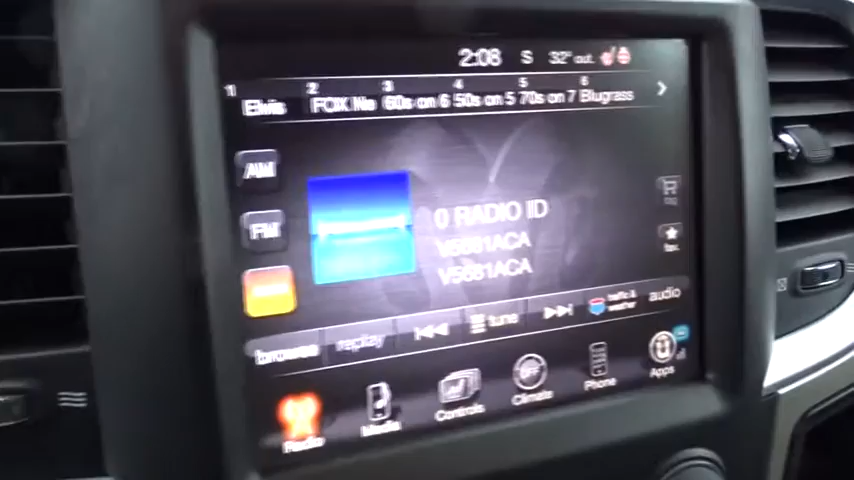 2:08 S 32° out
1 2 3 4 5 6
Elvis FOX Ne 60s on 6 50s on 5 70s on 7 Blugrass
AM
FM
0 RADIO ID
V5681ACA
V5681ACA
fav
browse replay tune traffic & weather audio
OFF
Radio Media Controls Climate Phone Apps